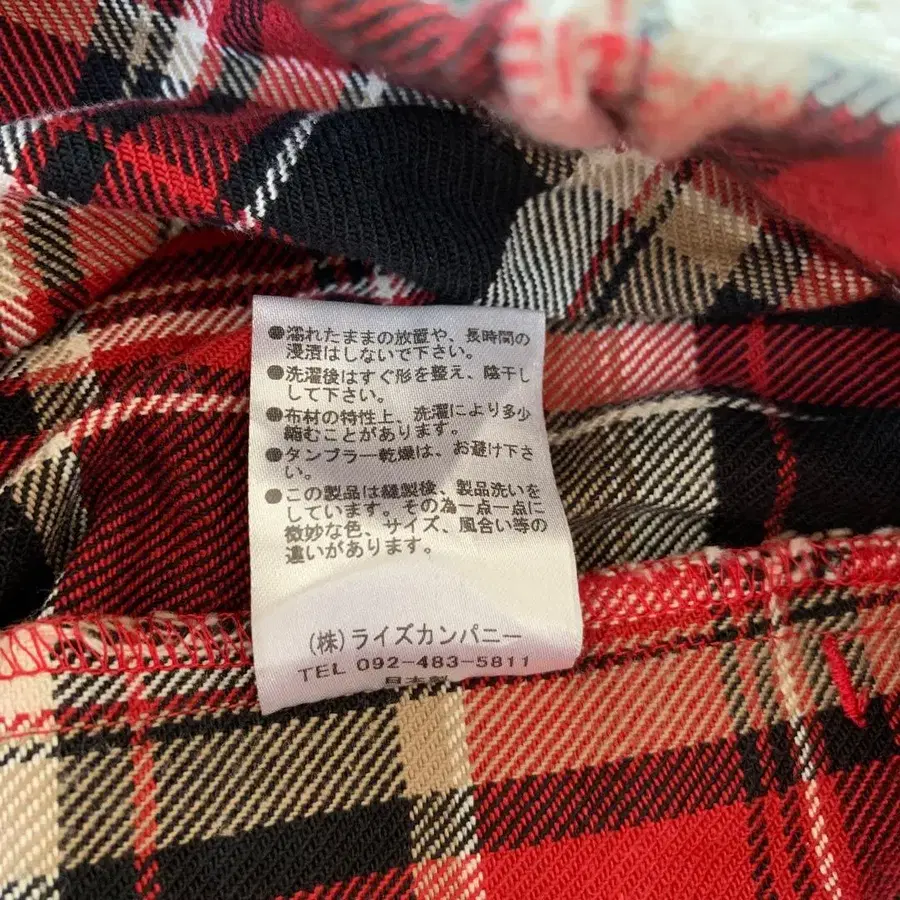 ●濡れたままの放置や、長時間の
浸漬はしないで下さい。
●洗濯後はすぐ形を整え、陰干し
して下さい。
●布材の特性上、洗濯により多少
縮むことがあります。
●タンブラー乾燥は、お避け下さ
い。
●この製品は縫製後、製品洗いを
しています。その為一点一点に
微妙な色、サイズ、風合い等の
違いがあります。
(株)ライズカンパニー
TEL 092-483-5811
日本製